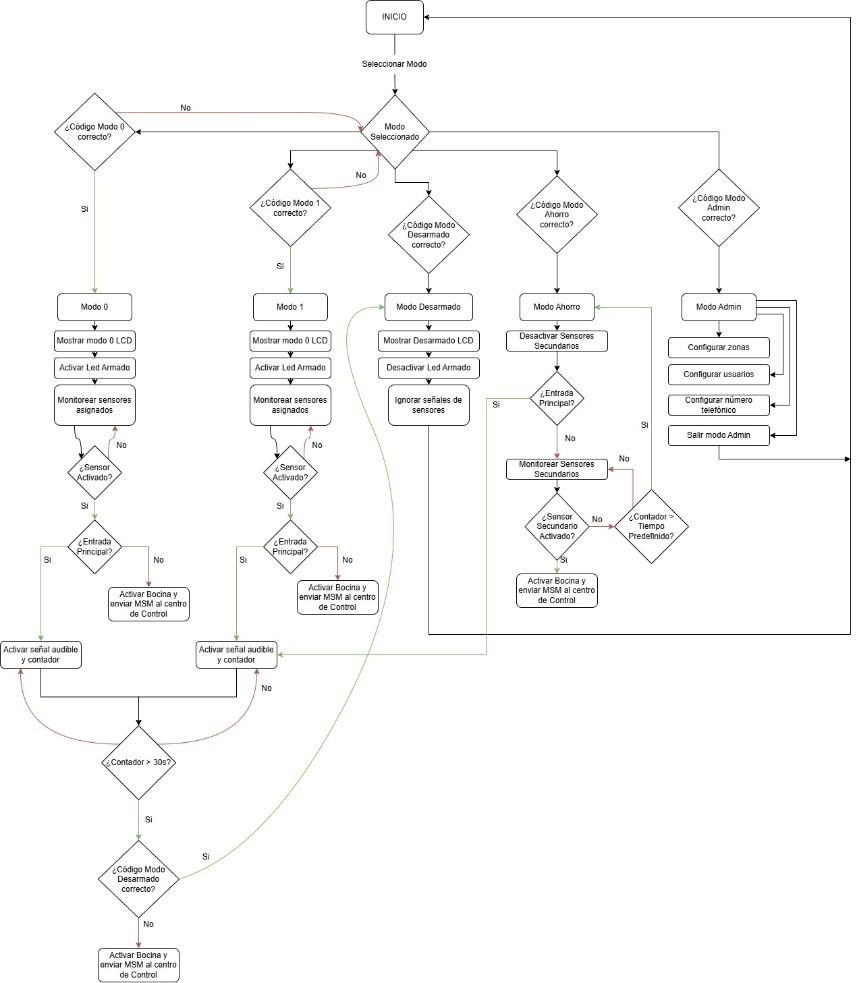 INICIO
Seleccionar Modo
No
¿Código Modo 0
correcto?
Modo
Seleccionado
No
¿Código Modo 1
correcto?
¿Código Modo
Desarmado
correcto?
¿Código Modo
Ahorro
correcto?
¿Código Modo
Admin
correcto?
Si
Si
Modo 0
Modo 1
Modo Desarmado
Modo Ahorro
Modo Admin
Mostrar modo 0 LCD
Mostrar modo 0 LCD
Mostrar Desarmado LCD
Desactivar Sensores
Secundarios
Configurar zonas
Activar Led Armado
Activar Led Armado
Desactivar Led Armado
Configurar usuarios
Monitorear sensores
asignados
Monitorear sensores
asignados
Ignorar señales de
sensores
Si
¿Entrada
Principal?
Configurar número
telefónico
No
No
No
Si
Salir modo Admin
¿Sensor
Activado?
¿Sensor
Activado?
Monitorear Sensores
Secundarios
No
Si
Si
¿Sensor
Secundario
Activado?
No
¿Contador >
Tiempo
Predefinido?
¿Entrada
Principal?
¿Entrada
Principal?
Si
No
Si
No
Si
Activar Bocina y
enviar MSM al centro
de Control
Activar Bocina y
enviar MSM al centro
de Control
Activar Bocina y
enviar MSM al centro
de Control
Activar señal audible
y contador
Activar señal audible
y contador
No
¿Contador > 30s?
Si
Si
¿Código Modo
Desarmado
correcto?
No
Activar Bocina y
enviar MSM al centro
de Control